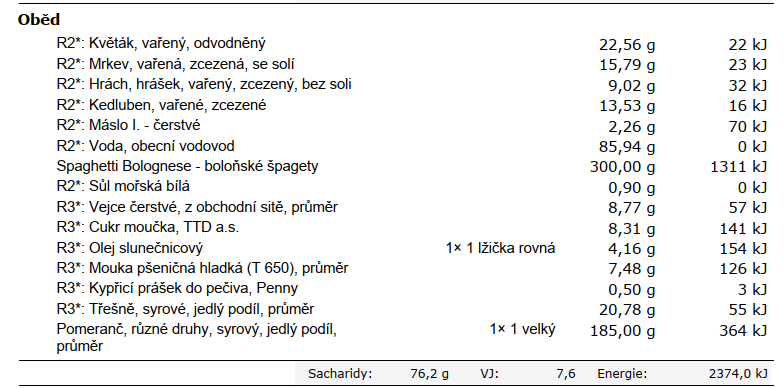 Oběd
R2*: Květák, vařený, odvodněný 22,56 g 22 kJ
R2*: Mrkev, vařená, zcezená, se solí 15,79 g 23 kJ
R2*: Hrách, hrášek, vařený, zcezený, bez soli 9,02 g 32 kJ
R2*: Kedluben, vařené, zcezené 13,53 g 16 kJ
R2*: Máslo I. - čerstvé 2,26 g 70 kJ
R2*: Voda, obecní vodovod 85,94 g 0 kJ
Spaghetti Bolognese - boloňské špagety 300,00 g 1311 kJ
R2*: Sůl mořská bílá 0,90 g 0 kJ
R3*: Vejce čerstvé, z obchodní sitě, průměr 8,77 g 57 kJ
R3*: Cukr moučka, TTD a.s. 8,31 g 141 kJ
R3*: Olej slunečnicový 1× 1 lžička rovná 4,16 g 154 kJ
R3*: Mouka pšeničná hladká (T 650), průměr 7,48 g 126 kJ
R3*: Kypřicí prášek do pečiva, Penny 0,50 g 3 kJ
R3*: Třešně, syrové, jedlý podíl, průměr 20,78 g 55 kJ
Pomeranč, různé druhy, syrový, jedlý podíl, 1× 1 velký 185,00 g 364 kJ
průměr
Sacharidy: 76,2 g VJ: 7,6 Energie: 2374,0 kJ